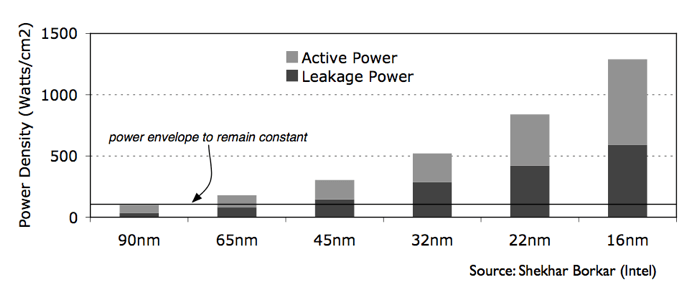 Power Density (Watts/cm2)
1500
1000
500
0
Active Power
Leakage Power
power envelope to remain constant
90nm 65nm 45nm 32nm 22nm 16nm
Source: Shekhar Borkar (Intel)